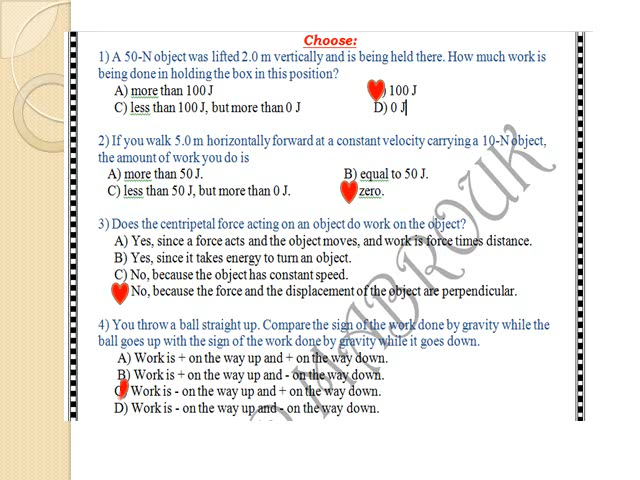 Choose:
1) A 50-N object was lifted 2.0 m vertically and is being held there. How much work is
being done in holding the box in this position?
A) more than 100 J ) 100 J
C) less than 100 J, but more than 0 J D) 0 J
2) If you walk 5.0 m horizontally forward at a constant velocity carrying a 10-N object,
the amount of work you do is
A) more than 50 J. B) equal to 50 J.
C) less than 50 J, but more than 0 J. zero.
3) Does the centripetal force acting on an object do work on the object?
A) Yes, since a force acts and the object moves, and work is force times distance.
B) Yes, since it takes energy to turn an object.
C) No, because the object has constant speed.
No, because the force and the displacement of the object are perpendicular.
4) You throw a ball straight up. Compare the sign of the work done by gravity while the
ball goes up with the sign of the work done by gravity while it goes down.
A) Work is + on the way up and + on the way down.
B) Work is + on the way up and - on the way down.
C) Work is - on the way up and + on the way down.
D) Work is - on the way up and - on the way down.
MABROUK